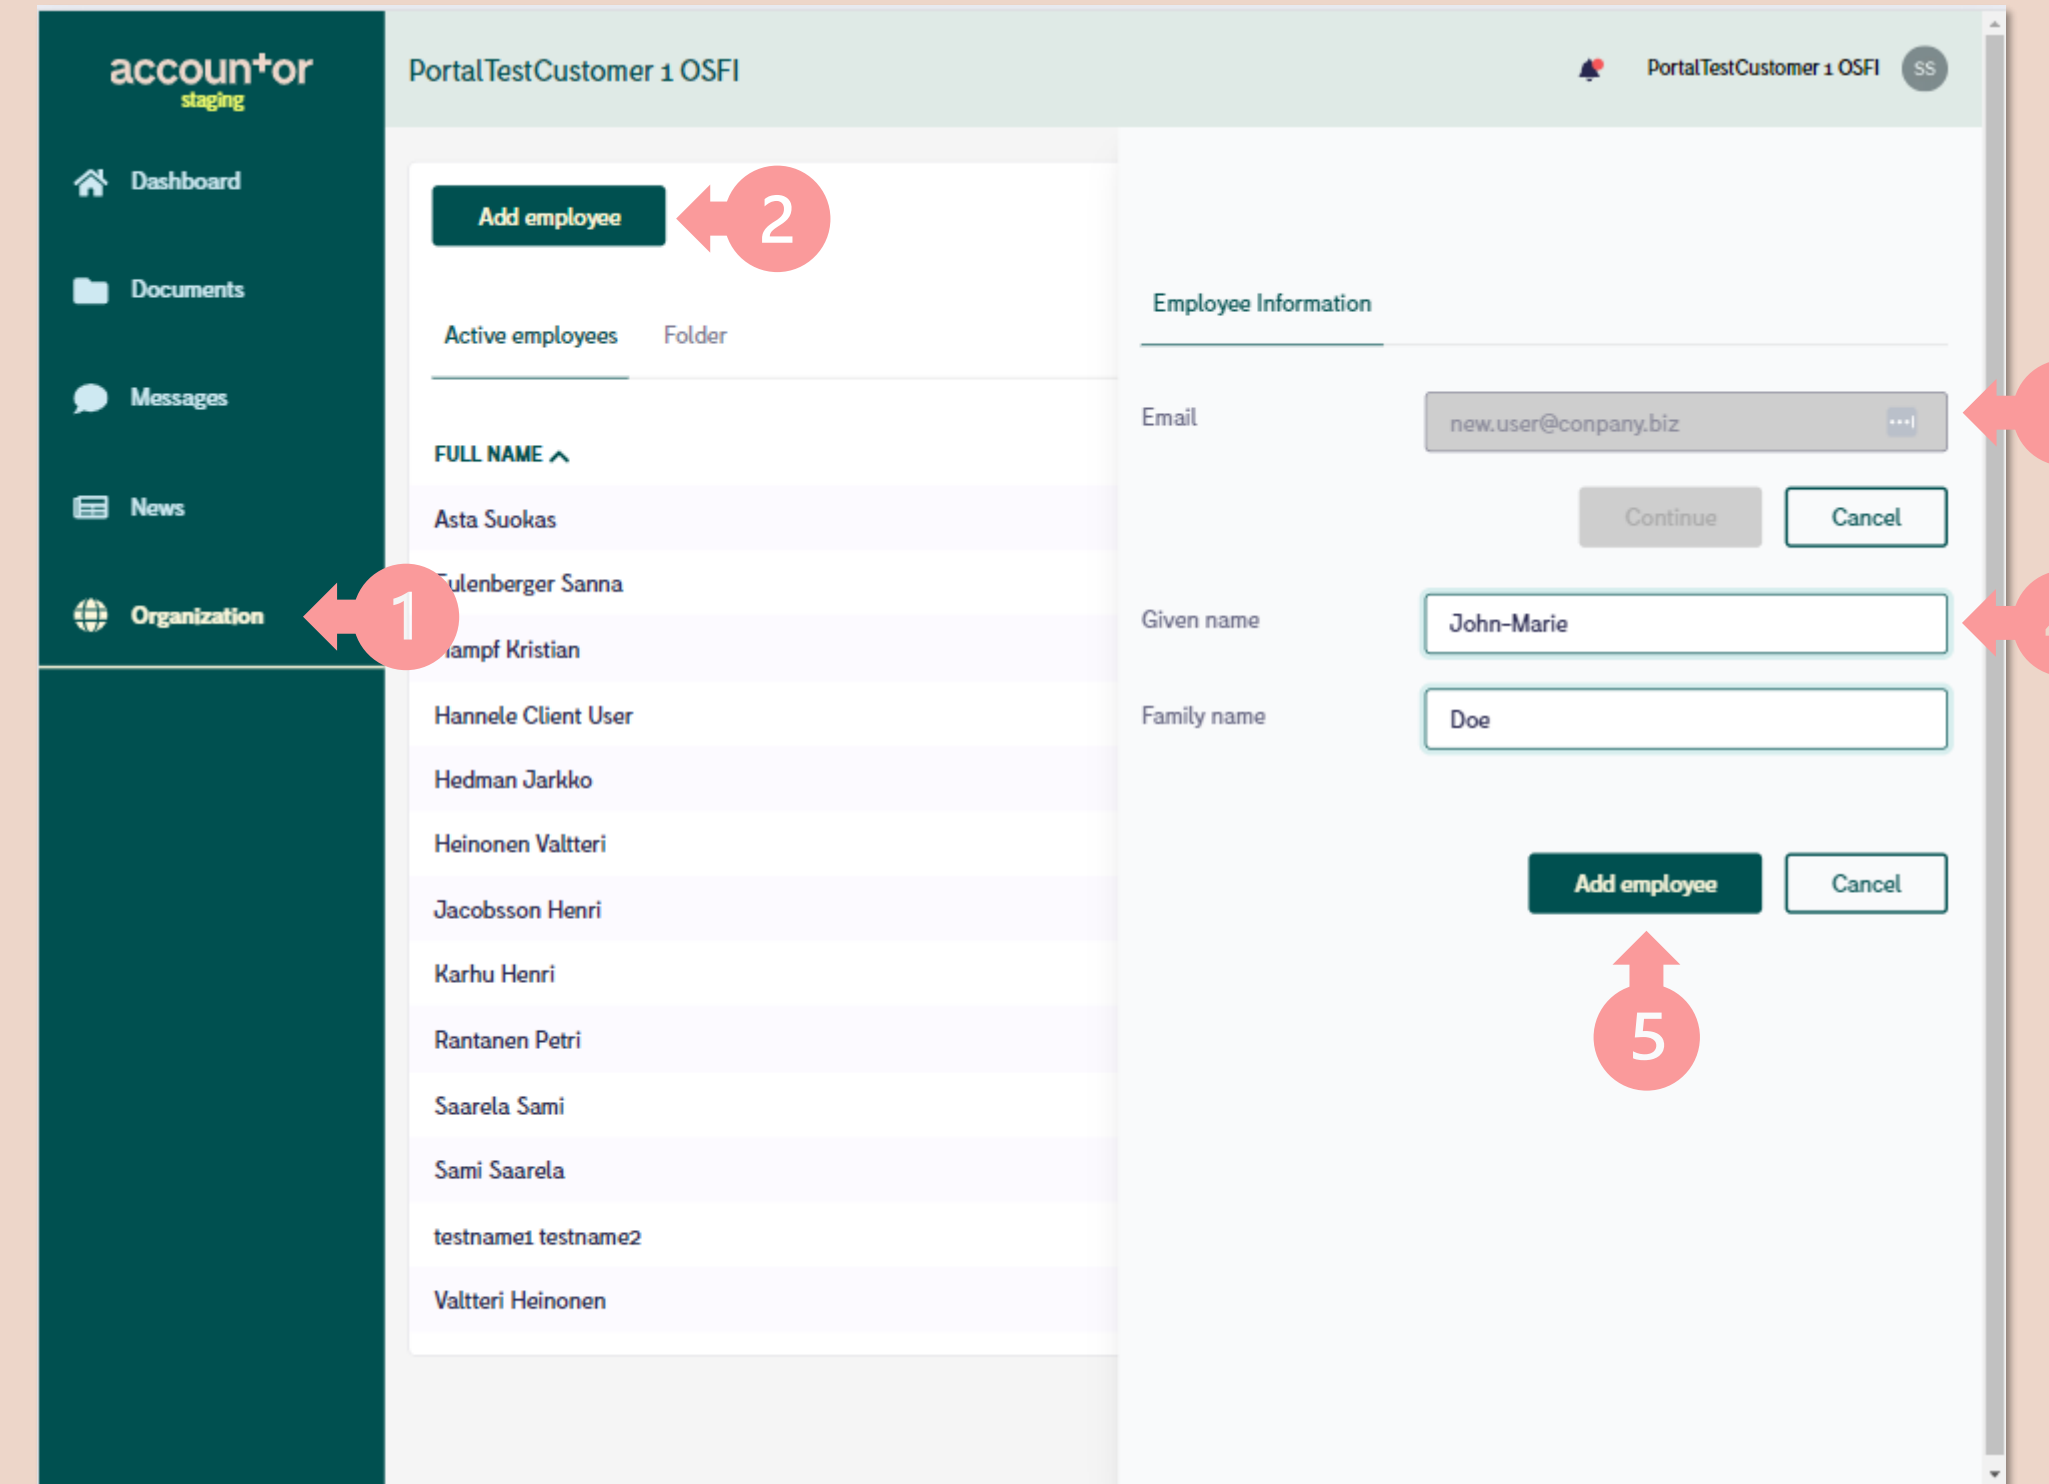 accountor
staging
PortalTestCustomer 1 OSFI
PortalTestCustomer 1 OSFI
SS
Dashboard
Documents
Messages
News
Organization
1
Add employee
2
Active employees
Folder
FULL NAME
Asta Suokas
Hannele Client User
Hedman Jarkko
Heinonen Valtteri
Jacobsson Henri
Karhu Henri
Rantanen Petri
Saarela Sami
Sami Saarela
testname1 testname2
Valtteri Heinonen
Sanna
Kristian
Employee Information
Email
new.user@conpany.biz
Continue
Cancel
Given name
John-Marie
Family name
Doe
Add employee
Cancel
5